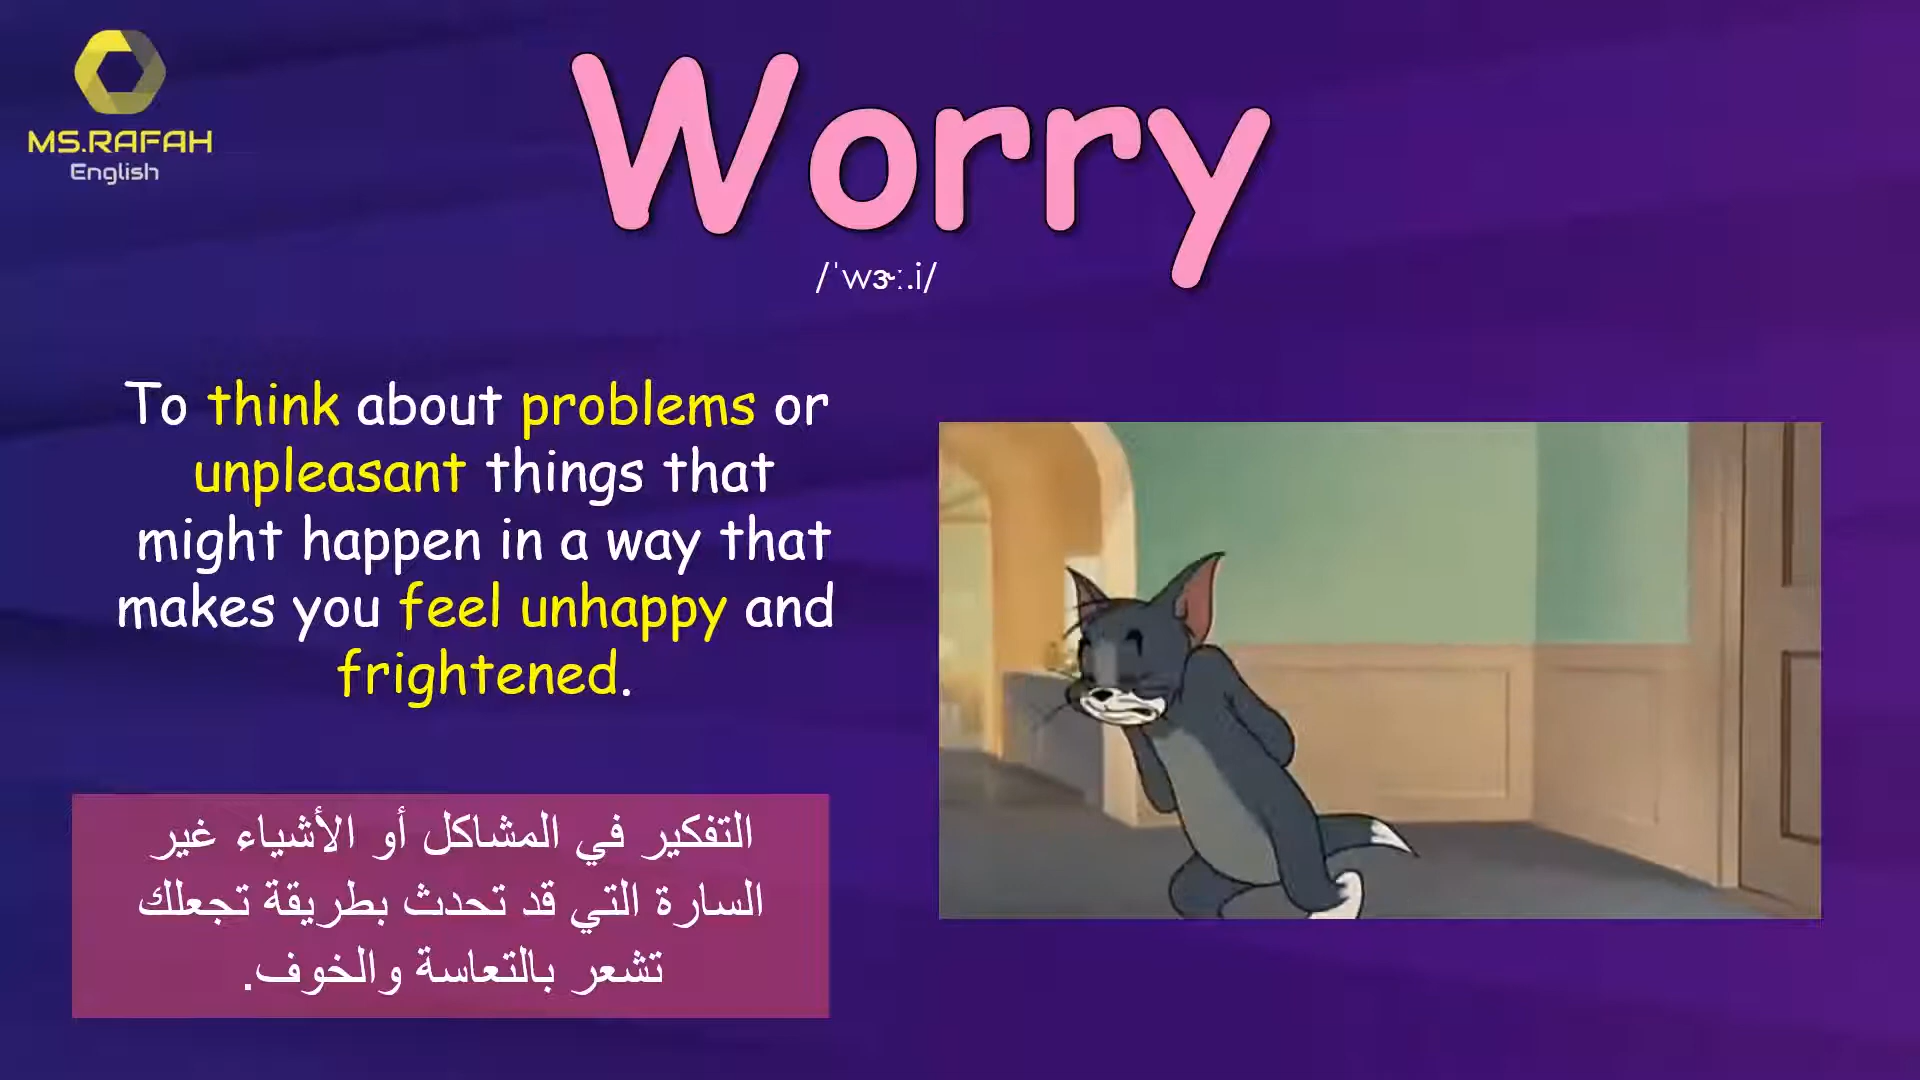 MS.RAFAH
English
Worry
/ˈwɝː.i/
To think about problems or
unpleasant things that
might happen in a way that
makes you feel unhappy and
frightened.
التفكير في المشاكل أو الأشياء غير
السارة التي قد تحدث بطريقة تجعلك
تشعر بالتعاسة والخوف.